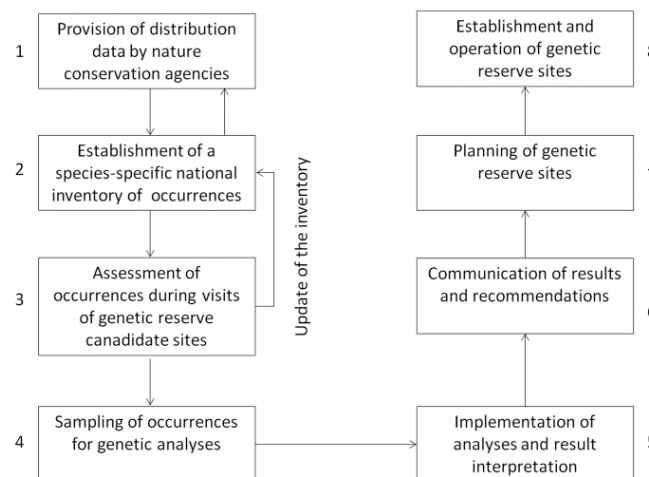 1
Provision of distribution
data by nature
conservation agencies
2
Establishment of a
species-specific national
inventory of occurrences
3
Assessment of
occurrences during visits
of genetic reserve
canadidate sites
Update of the inventory
4
Sampling of occurrences
for genetic analyses
Implementation of
analyses and result
interpretation
Communication of results
and recommendations
Planning of genetic
reserve sites
Establishment and
operation of genetic
reserve sites